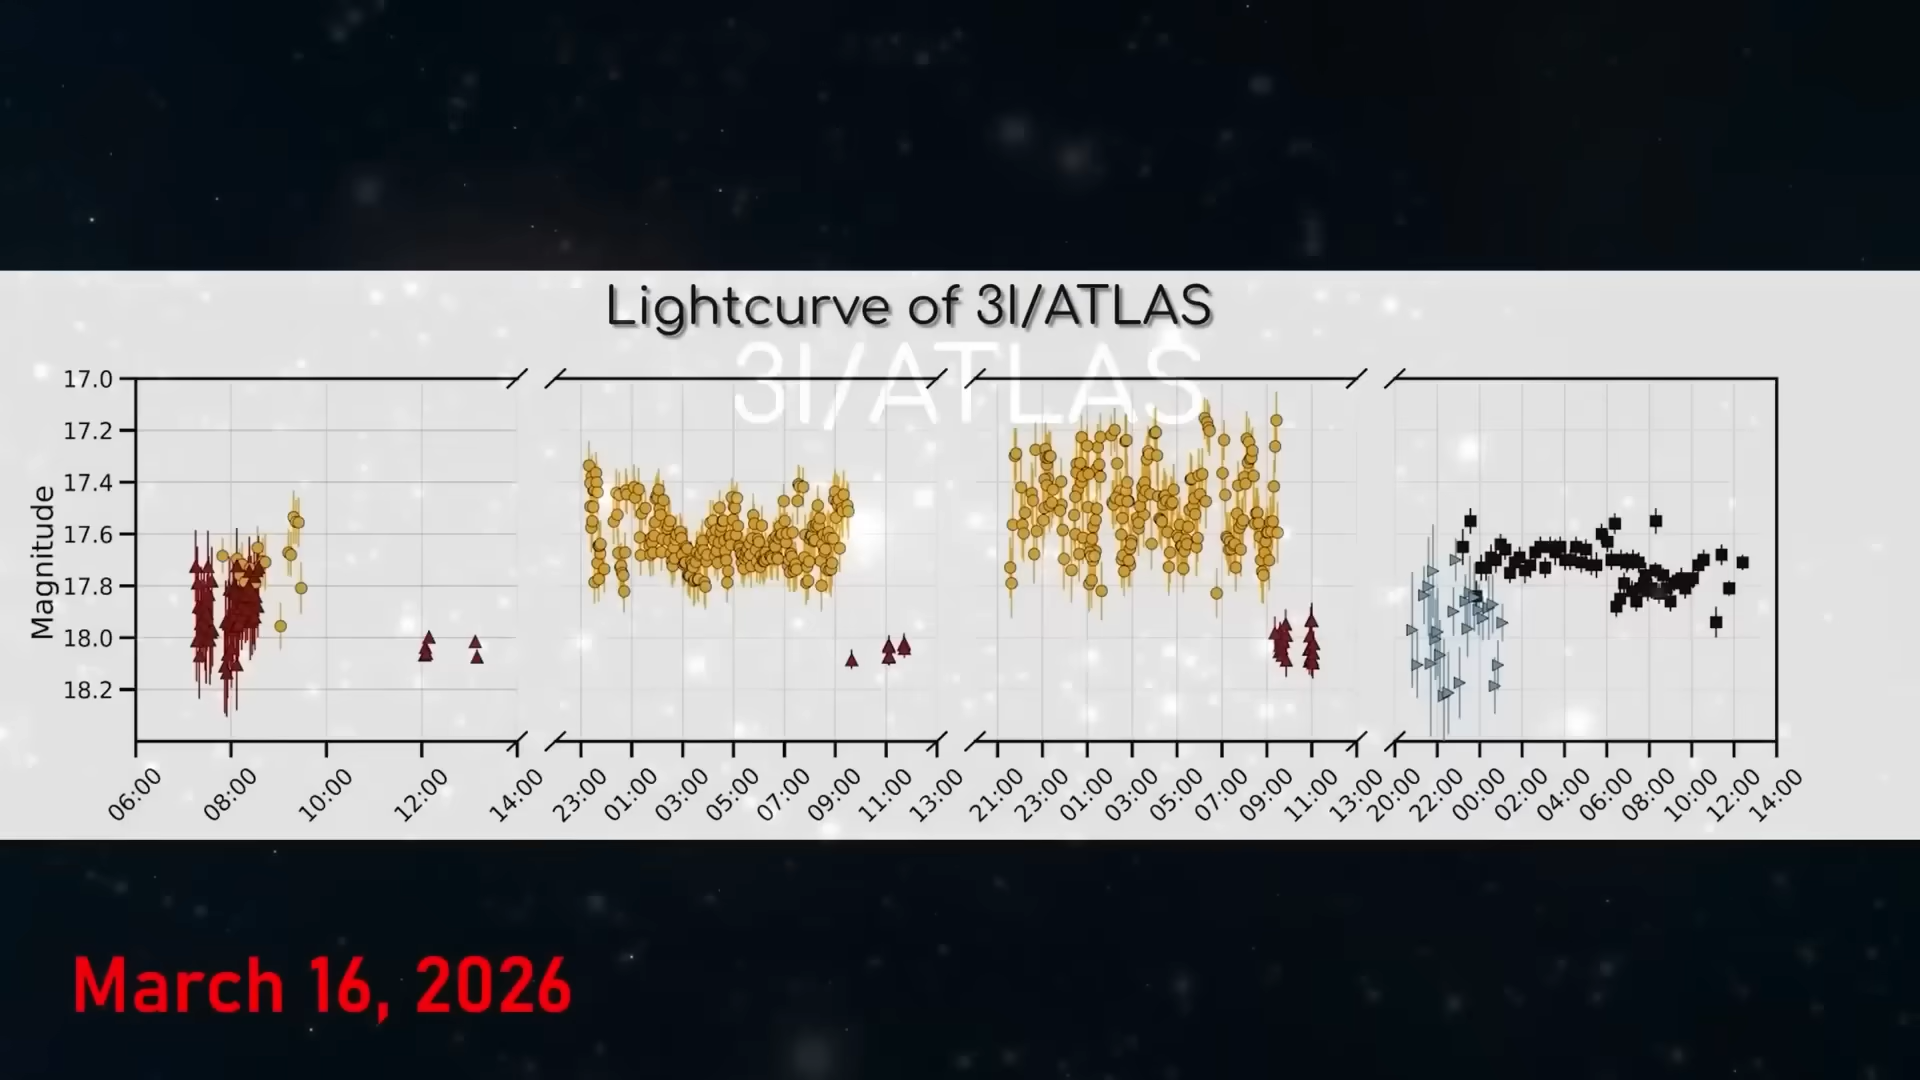 Lightcurve of 3I/ATLAS
3I/ATLAS
Magnitude
17.0
17.2
17.4
17.6
17.8
18.0
18.2
06:00 08:00 10:00 12:00 14:00 23:00 01:00 03:00 05:00 07:00 09:00 11:00 13:00 21:00 23:00 01:00 03:00 05:00 07:00 09:00 11:00 13:00 20:00 22:00 00:00 02:00 04:00 06:00 08:00 10:00 12:00 14:00
March 16, 2026